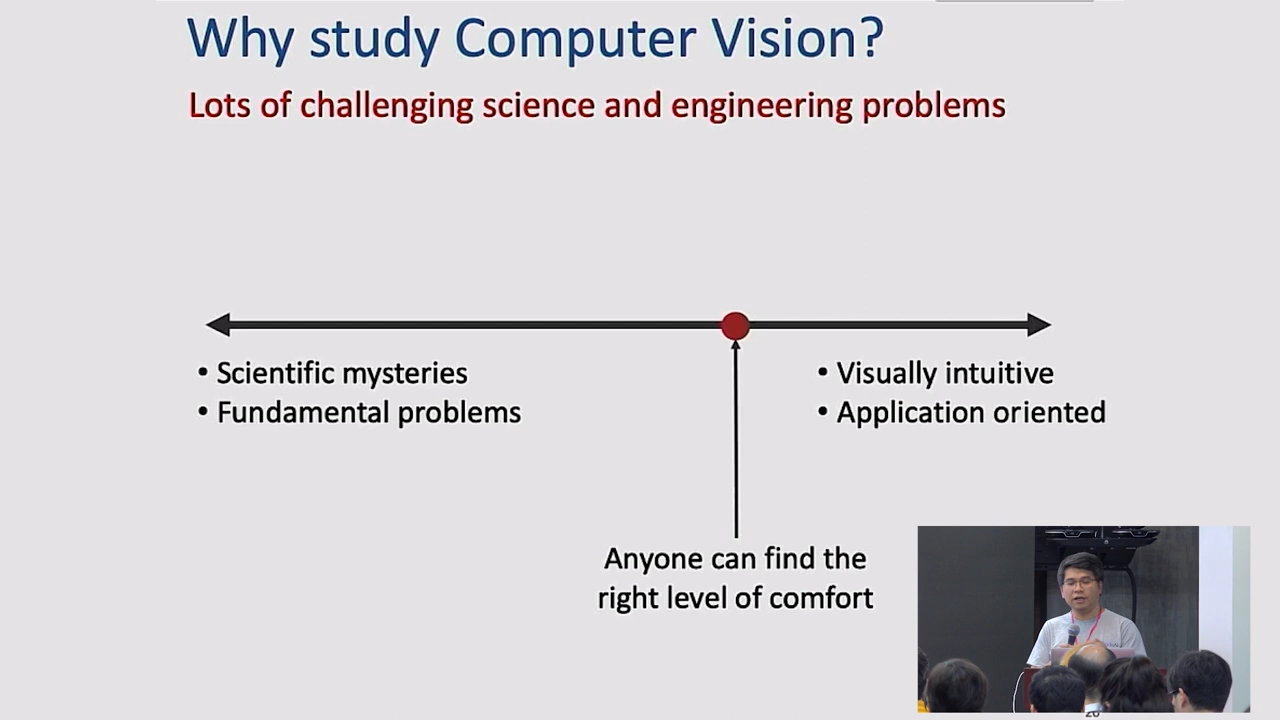 Why study Computer Vision?
Lots of challenging science and engineering problems
• Scientific mysteries
• Fundamental problems
• Visually intuitive
• Application oriented
Anyone can find the
right level of comfort